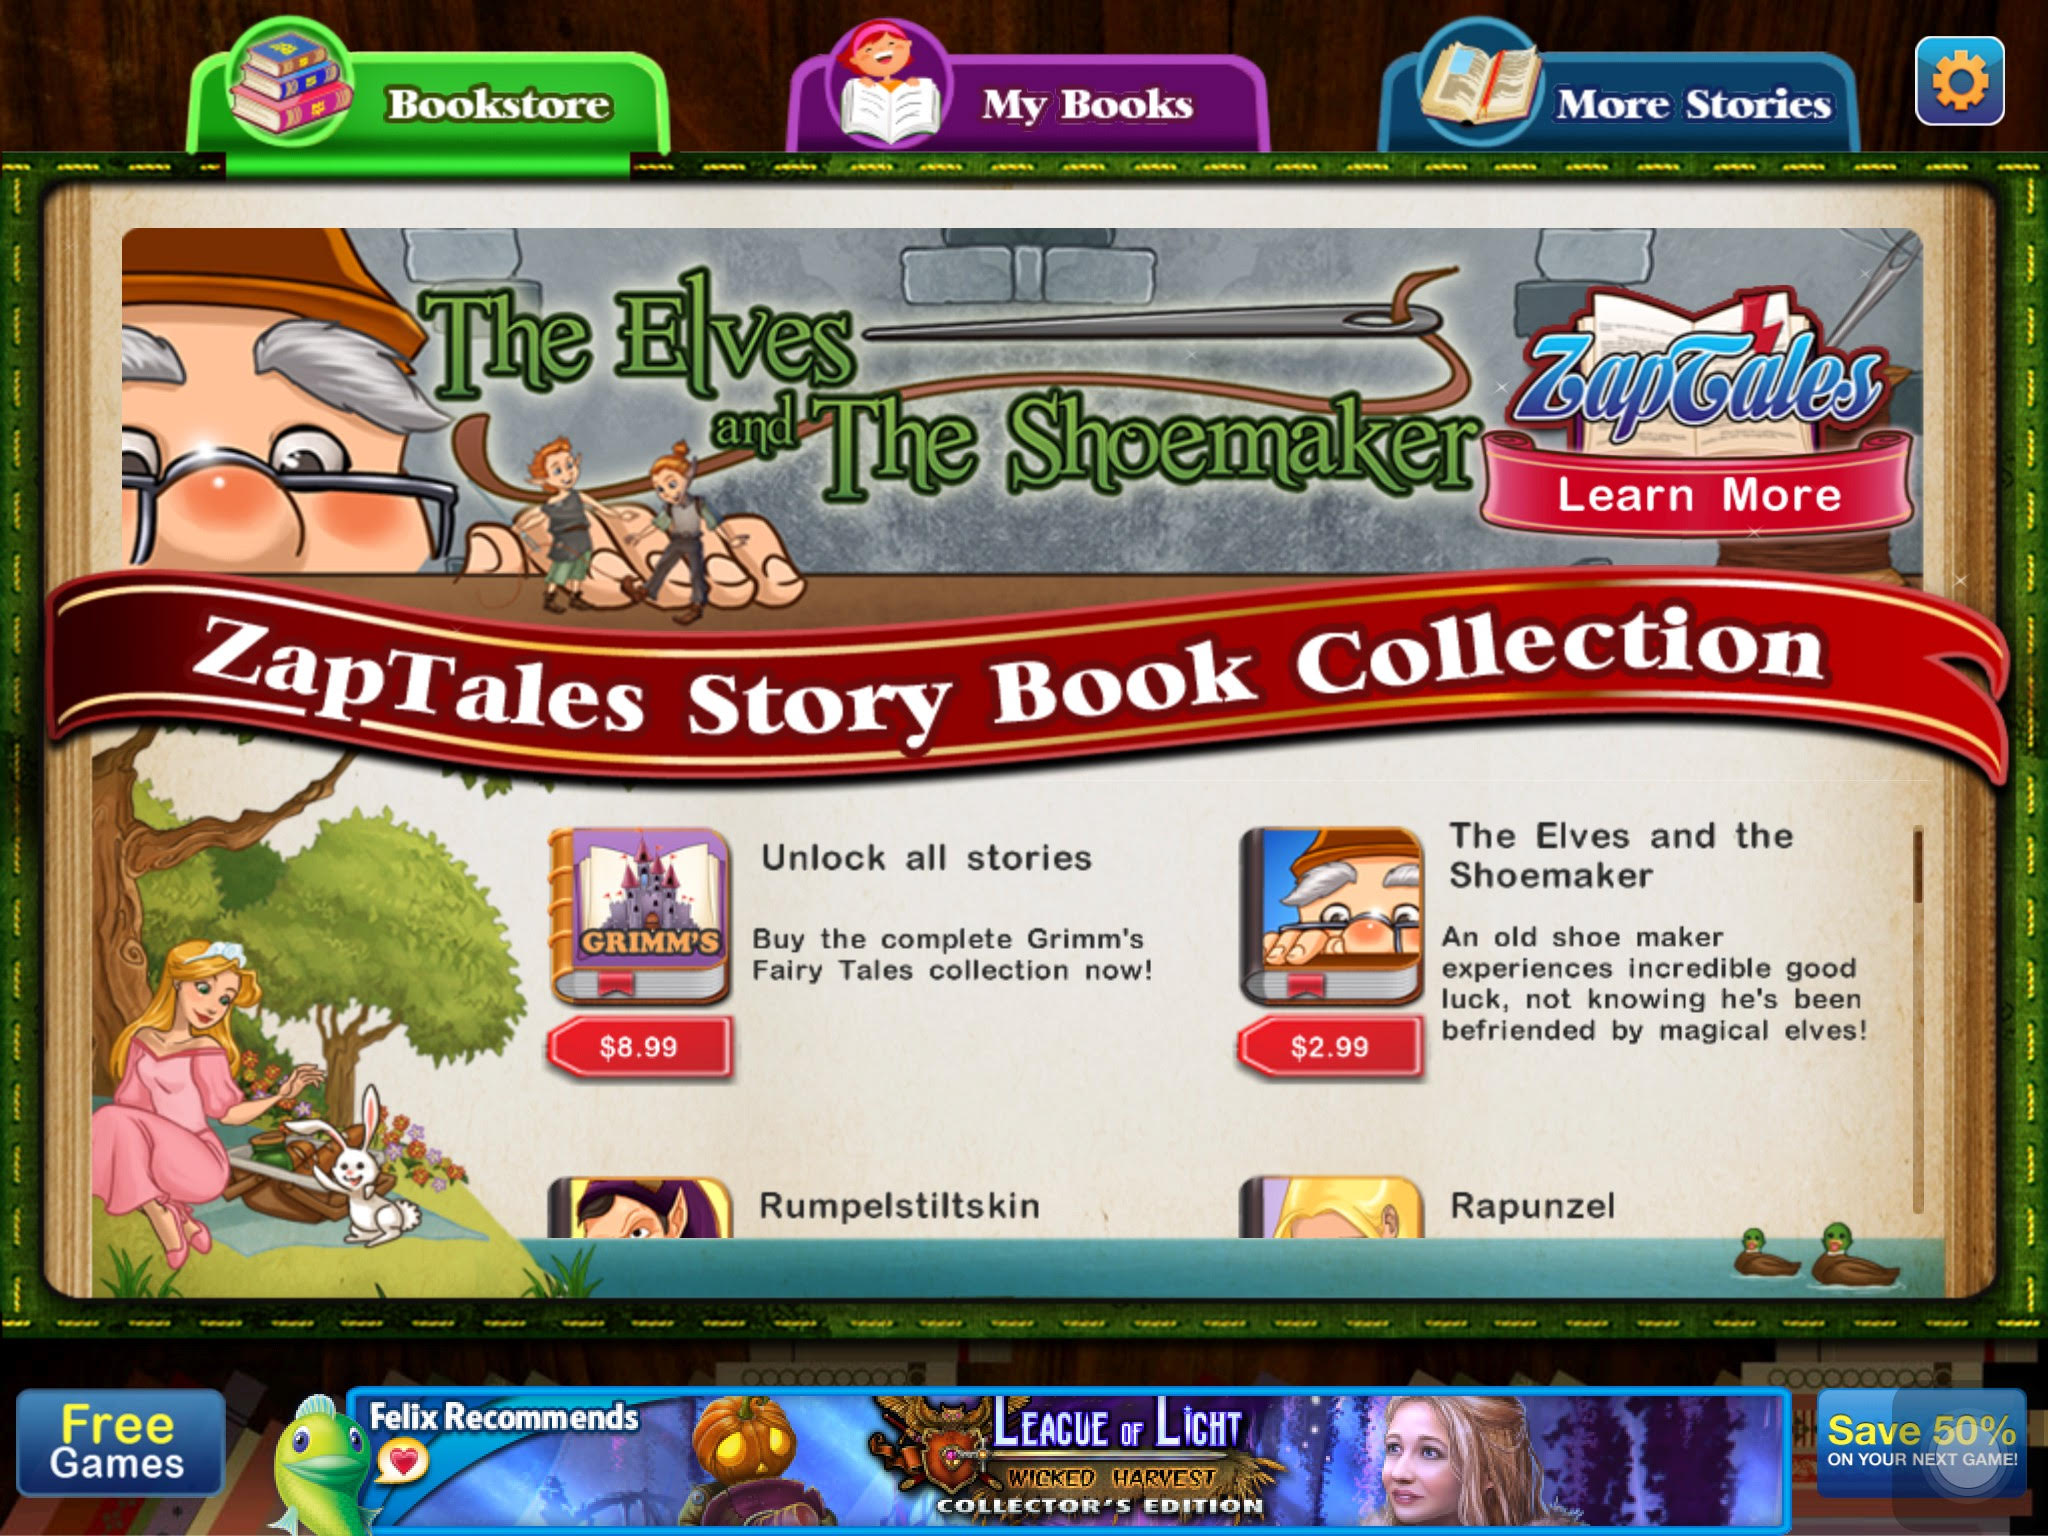 Bookstore
My Books
More Stories
The Elves
and The Shoemaker
ZapTales
Learn More
ZapTales Story Book Collection
Unlock all stories
Buy the complete Grimm's
Fairy Tales collection now!
GRIMM'S
$8.99
The Elves and the
Shoemaker
An old shoe maker
experiences incredible good
luck, not knowing he's been
befriended by magical elves!
$2.99
Rumpelstiltskin
Rapunzel
Free
Games
Felix Recommends
LEAGUE OF LIGHT
WICKED HARVEST
COLLECTOR'S EDITION
Save 50%
ON YOUR NEXT GAME!